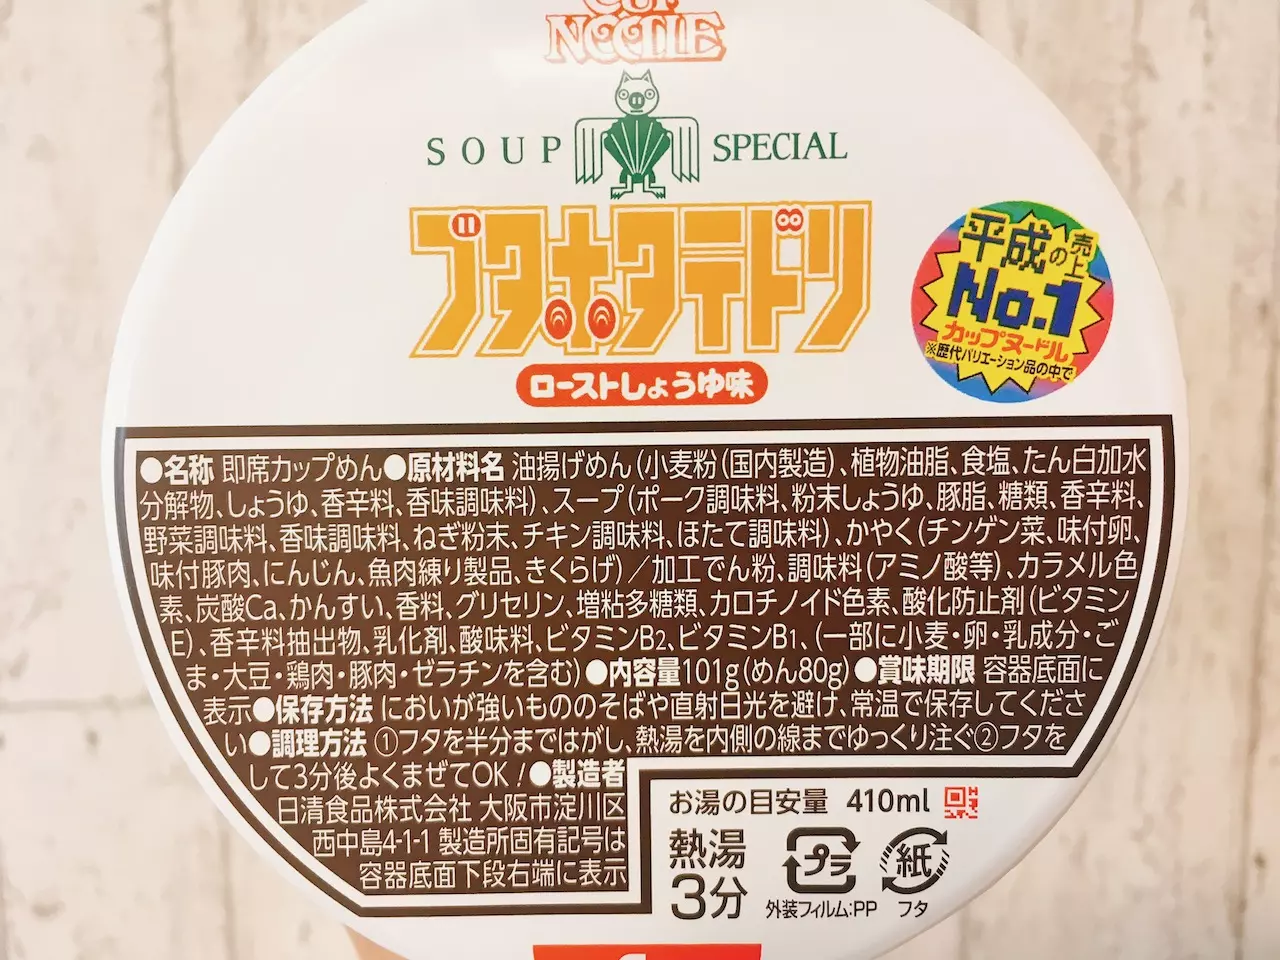 CUP
NOODLE
SOUP SPECIAL
ブタホタテドリ
ローストしょうゆ味
平成の売上
No.1
カップヌードル
※歴代バリエーション品の中で
●名称 即席カップめん●原材料名 油揚げめん(小麦粉(国内製造)、植物油脂、食塩、たん白加水
分解物、しょうゆ、香辛料、香味調味料)、スープ(ポーク調味料、粉末しょうゆ、豚脂、糖類、香辛料、
野菜調味料、香味調味料、ねぎ粉末、チキン調味料、ほたて調味料)、かやく(チンゲン菜、味付卵、
味付豚肉、にんじん、魚肉練り製品、きくらげ)/加工でん粉、調味料(アミノ酸等)、カラメル色
素、炭酸Ca、かんすい、香料、グリセリン、増粘多糖類、カロチノイド色素、酸化防止剤(ビタミン
E)、香辛料抽出物、乳化剤、酸味料、ビタミンB2、ビタミンB1、(一部に小麦・卵・乳成分・ご
ま・大豆・鶏肉・豚肉・ゼラチンを含む)●内容量101g(めん80g)●賞味期限 容器底面に
表示●保存方法 においが強いもののそばや直射日光を避け、常温で保存してくださ
い●調理方法 ①フタを半分まではがし、熱湯を内側の線までゆっくり注ぐ②フタを
して3分後よくまぜてOK!●製造者
日清食品株式会社 大阪市淀川区
西中島4-1-1 製造所固有記号は
容器底面下段右端に表示
お湯の目安量 410ml
熱湯
3分
プラ
外装フィルム:PP
紙
フタ